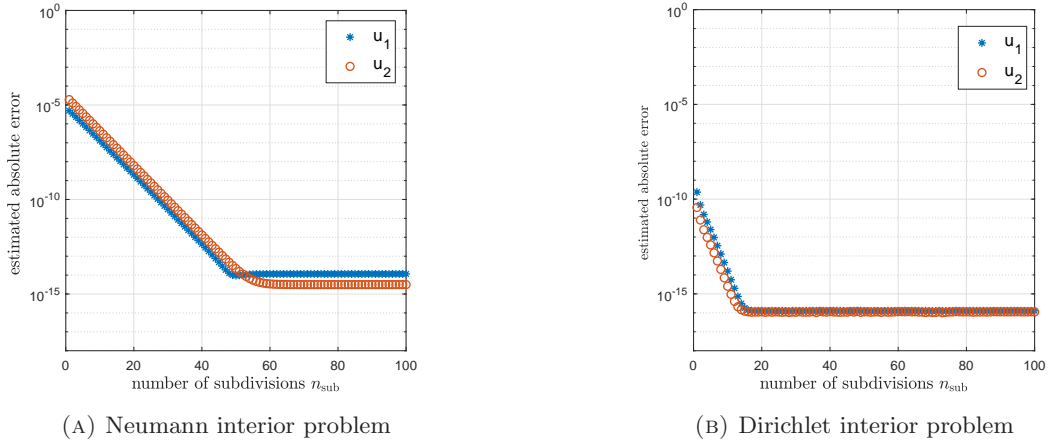 10^0
10^-5
10^-10
10^-15
0 20 40 60 80 100
estimated absolute error
number of subdivisions n_sub
u_1
u_2
(A) Neumann interior problem
10^0
10^-5
10^-10
10^-15
0 20 40 60 80 100
estimated absolute error
number of subdivisions n_sub
u_1
u_2
(B) Dirichlet interior problem